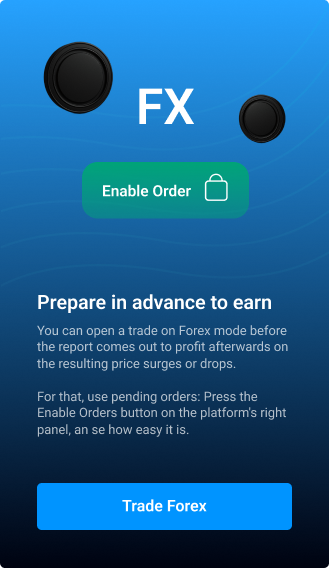 FX
Enable Order
Prepare in advance to earn
You can open a trade on Forex mode before
the report comes out to profit afterwards on
the resulting price surges or drops.
For that, use pending orders: Press the
Enable Orders button on the platform's right
panel, an se how easy it is.
Trade Forex